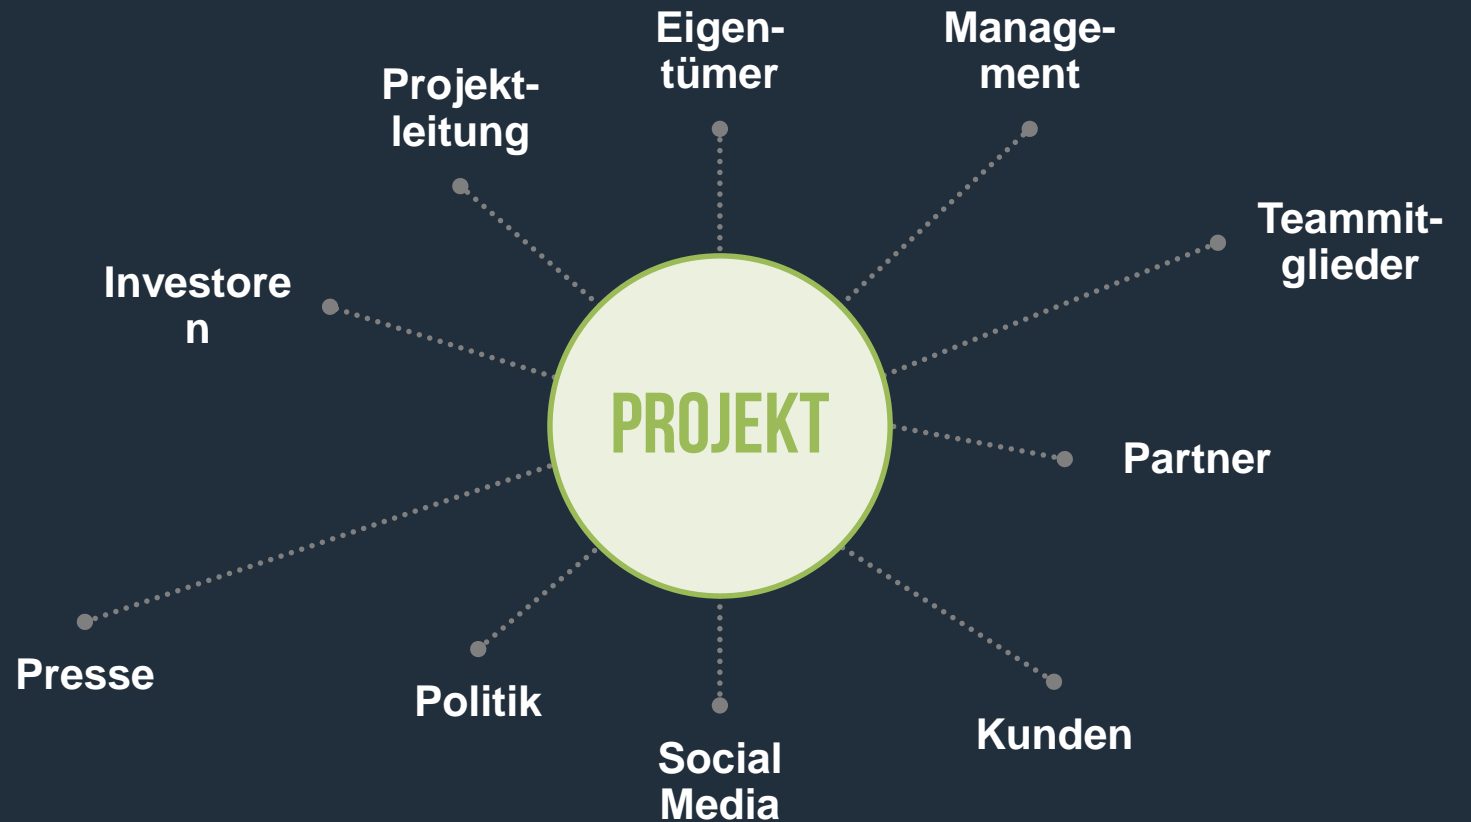 Eigen-
tümer
Manage-
ment
Projekt-
leitung
Teammit-
glieder
Investore
n
PROJEKT
Partner
Presse
Politik
Kunden
Social
Media